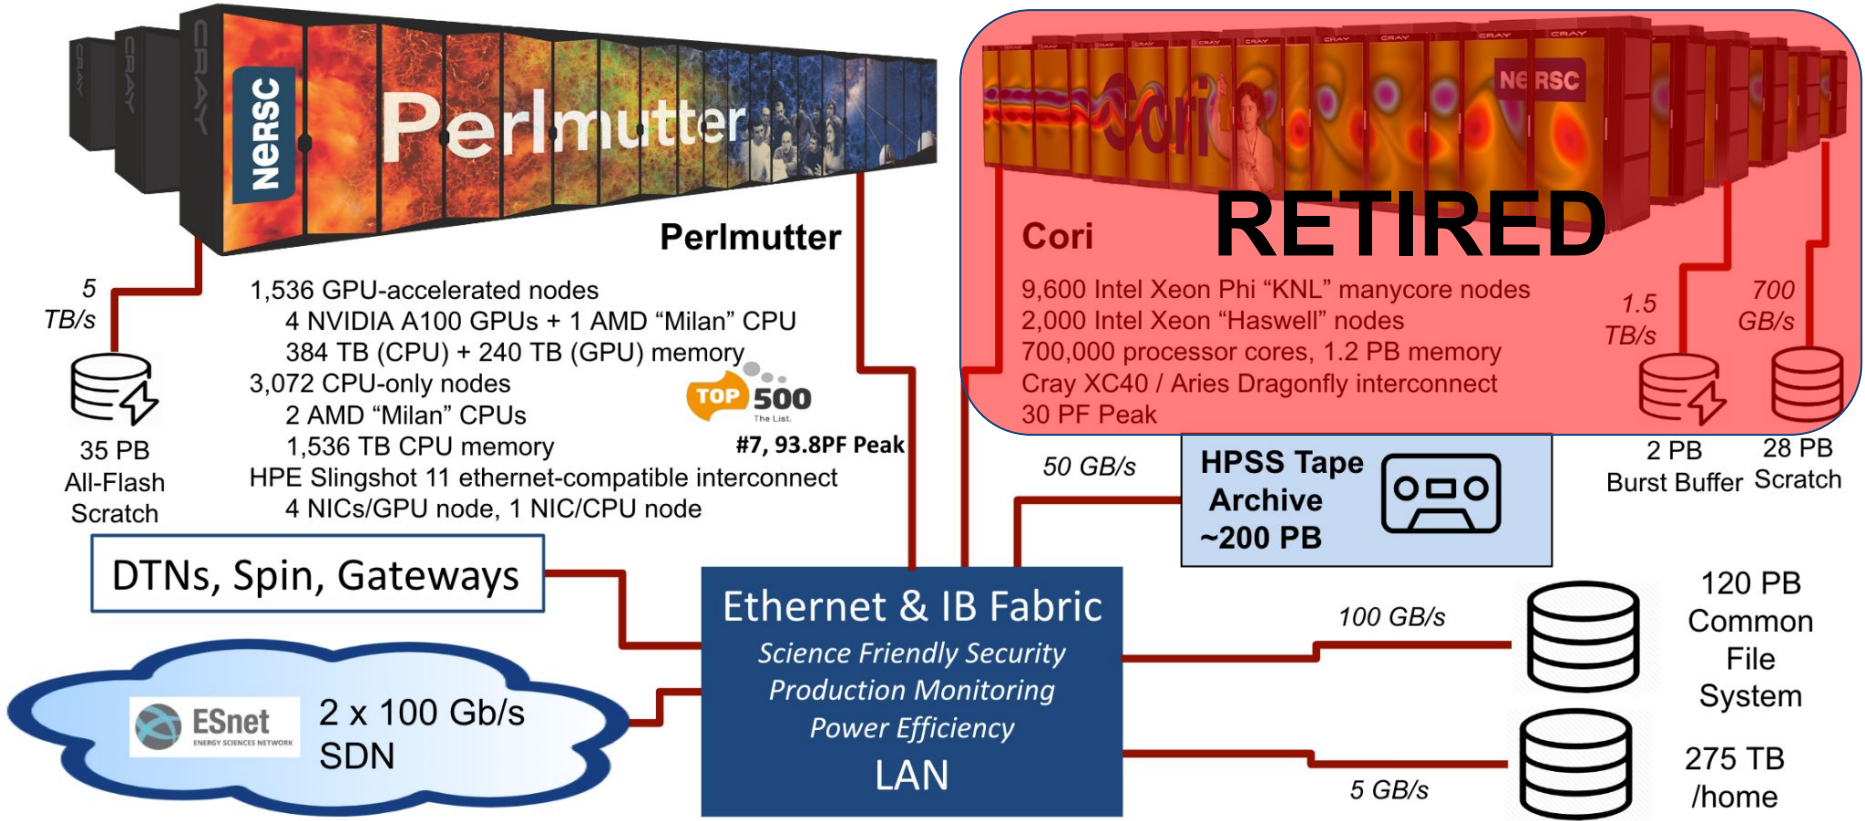 CRAY
CRAY
CRAY
NERSC
Perlmutter
CRAY
CRAY
CRAY
CRAY
CRAY
Cori
NERSC
RETIRED
Perlmutter
5
TB/s
35 PB
All-Flash
Scratch
1,536 GPU-accelerated nodes
4 NVIDIA A100 GPUs + 1 AMD “Milan” CPU
384 TB (CPU) + 240 TB (GPU) memory
3,072 CPU-only nodes
2 AMD “Milan” CPUs
1,536 TB CPU memory
HPE Slingshot 11 ethernet-compatible interconnect
4 NICs/GPU node, 1 NIC/CPU node
TOP 500
The List.
#7, 93.8PF Peak
Cori
9,600 Intel Xeon Phi “KNL” manycore nodes
2,000 Intel Xeon “Haswell” nodes
700,000 processor cores, 1.2 PB memory
Cray XC40 / Aries Dragonfly interconnect
30 PF Peak
1.5
TB/s
700
GB/s
2 PB
Burst Buffer
28 PB
Scratch
50 GB/s
HPSS Tape
Archive
~200 PB
DTNs, Spin, Gateways
ESnet
ENERGY SCIENCES NETWORK
2 x 100 Gb/s
SDN
Ethernet & IB Fabric
Science Friendly Security
Production Monitoring
Power Efficiency
LAN
100 GB/s
120 PB
Common
File
System
5 GB/s
275 TB
/home